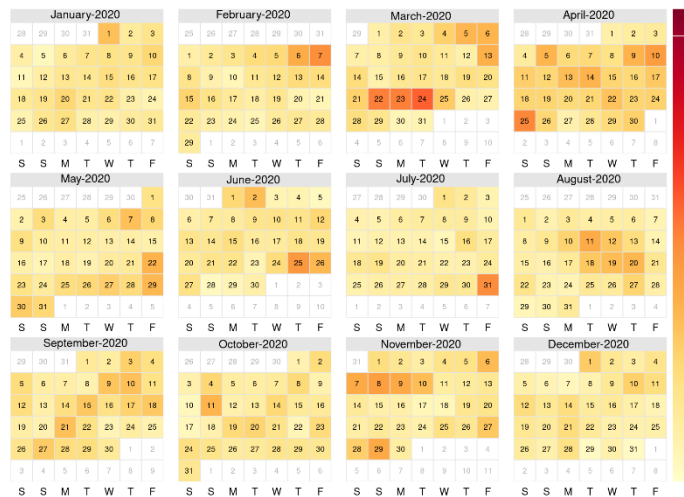 January-2020
28 29 30 31 1 2 3
4 5 6 7 8 9 10
11 12 13 14 15 16 17
18 19 20 21 22 23 24
25 26 27 28 29 30 31
1 2 3 4 5 6 7
S S M T W T F
February-2020
25 26 27 28 29 30 31
1 2 3 4 5 6 7
8 9 10 11 12 13 14
15 16 17 18 19 20 21
22 23 24 25 26 27 28
29 1 2 3 4 5 6
S S M T W T F
March-2020
29 1 2 3 4 5 6
7 8 9 10 11 12 13
14 15 16 17 18 19 20
21 22 23 24 25 26 27
28 29 30 31 1 2 3
4 5 6 7 8 9 10
S S M T W T F
April-2020
28 29 30 31 1 2 3
4 5 6 7 8 9 10
11 12 13 14 15 16 17
18 19 20 21 22 23 24
25 26 27 28 29 30 1
2 3 4 5 6 7 8
S S M T W T F
May-2020
25 26 27 28 29 30 1
2 3 4 5 6 7 8
9 10 11 12 13 14 15
16 17 18 19 20 21 22
23 24 25 26 27 28 29
30 31 1 2 3 4 5
S S M T W T F
June-2020
30 31 1 2 3 4 5
6 7 8 9 10 11 12
13 14 15 16 17 18 19
20 21 22 23 24 25 26
27 28 29 30 1 2 3
4 5 6 7 8 9 10
S S M T W T F
July-2020
27 28 29 30 1 2 3
4 5 6 7 8 9 10
11 12 13 14 15 16 17
18 19 20 21 22 23 24
25 26 27 28 29 30 31
1 2 3 4 5 6 7
S S M T W T F
August-2020
25 26 27 28 29 30 31
1 2 3 4 5 6 7
8 9 10 11 12 13 14
15 16 17 18 19 20 21
22 23 24 25 26 27 28
29 30 31 1 2 3 4
S S M T W T F
September-2020
29 30 31 1 2 3 4
5 6 7 8 9 10 11
12 13 14 15 16 17 18
19 20 21 22 23 24 25
26 27 28 29 30 1 2
3 4 5 6 7 8 9
S S M T W T F
October-2020
26 27 28 29 30 1 2
3 4 5 6 7 8 9
10 11 12 13 14 15 16
17 18 19 20 21 22 23
24 25 26 27 28 29 30
31 1 2 3 4 5 6
S S M T W T F
November-2020
31 1 2 3 4 5 6
7 8 9 10 11 12 13
14 15 16 17 18 19 20
21 22 23 24 25 26 27
28 29 30 1 2 3 4
5 6 7 8 9 10 11
S S M T W T F
December-2020
28 29 30 1 2 3 4
5 6 7 8 9 10 11
12 13 14 15 16 17 18
19 20 21 22 23 24 25
26 27 28 29 30 31 1
2 3 4 5 6 7 8
S S M T W T F